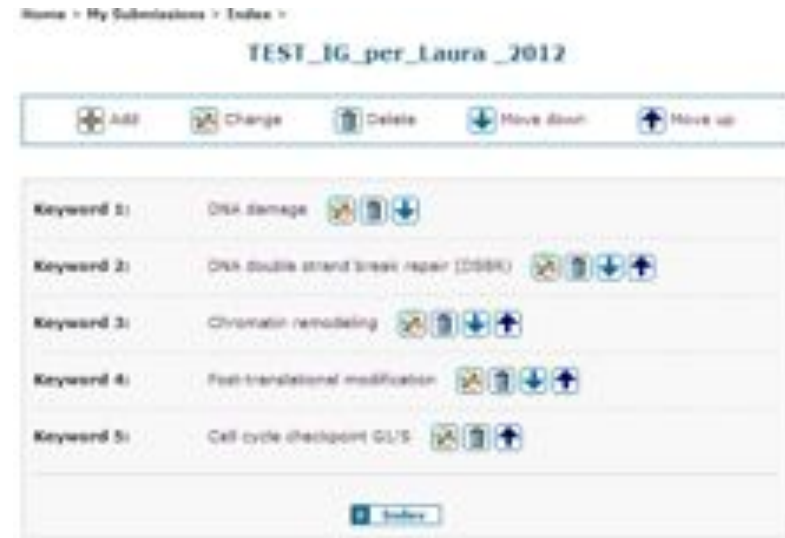 Home > My Submissions > Index >
TEST_IG_per_Laura _2012
Add Change Delete Move down Move up
Keyword 1: DNA damage
Keyword 2: DNA double strand break repair (DSBR)
Keyword 3: Chromatin remodeling
Keyword 4: Post-translational modification
Keyword 5: Cell cycle checkpoint G1/S
Index